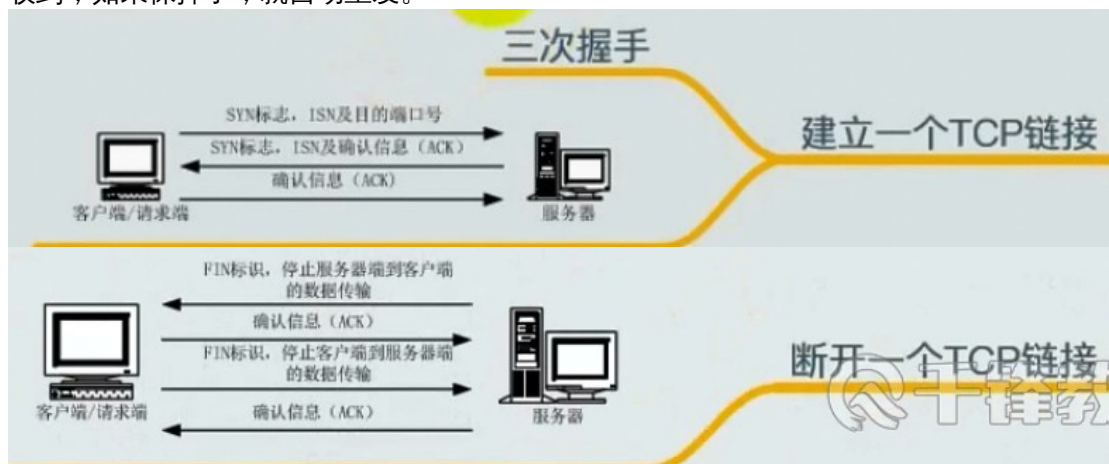 三次握手
建立一个TCP链接
SYN标志，ISN及目的端口号
SYN标志，ISN及确认信息（ACK）
确认信息（ACK）
客户端/请求端
服务器
FIN标识，停止服务器端到客户端
的数据传输
确认信息（ACK）
FIN标识，停止客户端到服务器端
的数据传输
确认信息（ACK）
客户端/请求端
服务器
断开一个TCP链接
千锋教